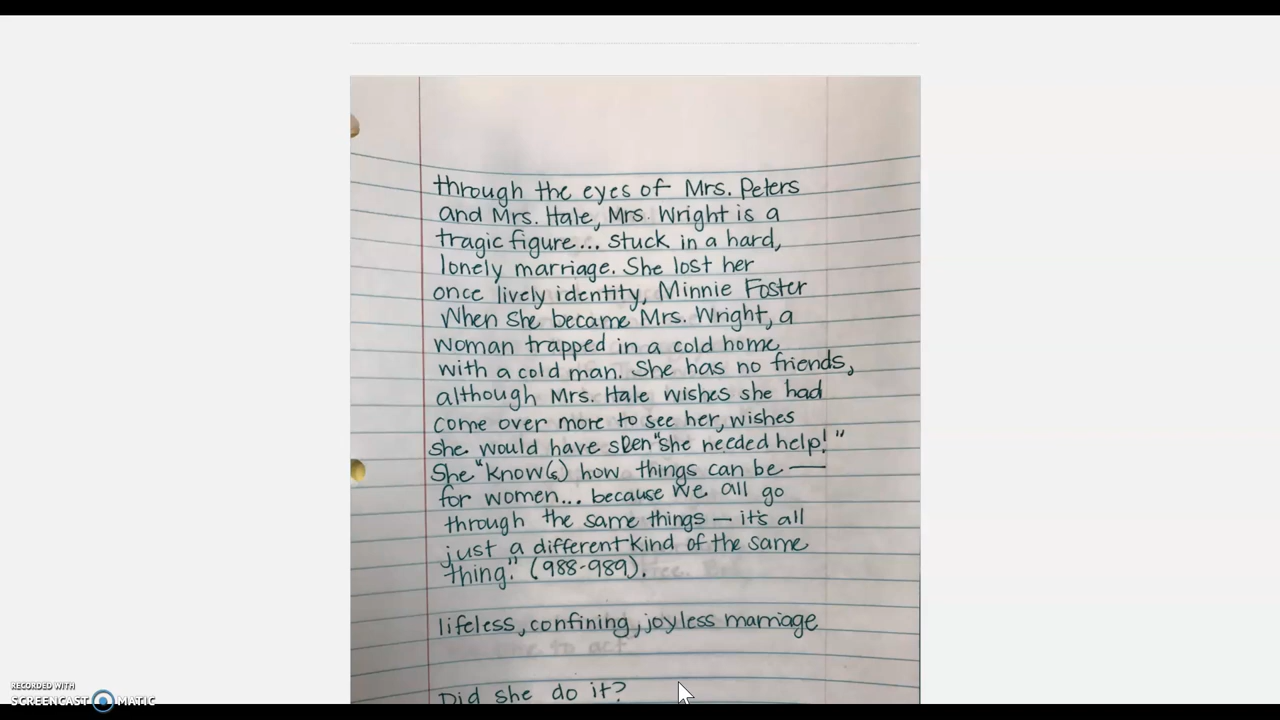 through the eyes of Mrs. Peters
and Mrs. Hale, Mrs. Wright is a
tragic figure... stuck in a hard,
lonely marriage. She lost her
once lively identity, Minnie Foster
When she became Mrs. Wright, a
woman trapped in a cold home
with a cold man. She has no friends,
although Mrs. Hale wishes she had
come over more to see her, wishes
she would have seen "she needed help!"
She "know(s) how things can be —
for women... because we all go
through the same things — it's all
just a different kind of the same
thing." (988-989).
lifeless, confining, joyless marriage
Did she do it?
RECORDED WITH
SCREENCAST MATIC